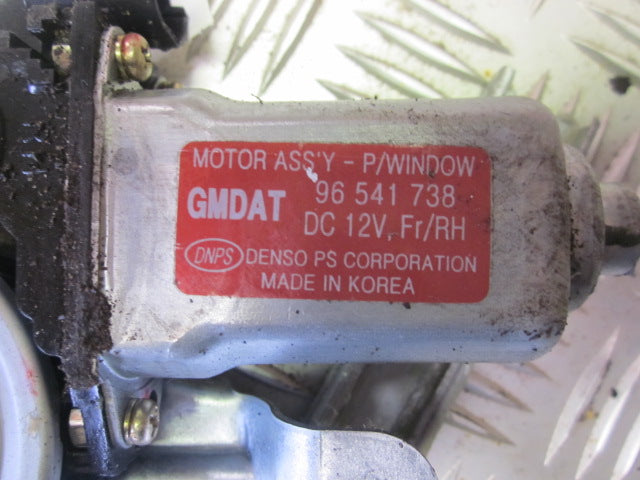 MOTOR ASS'Y - P/WINDOW
GMDAT 96 541 738
DC 12V, Fr/RH
DNPS DENSO PS CORPORATION
MADE IN KOREA